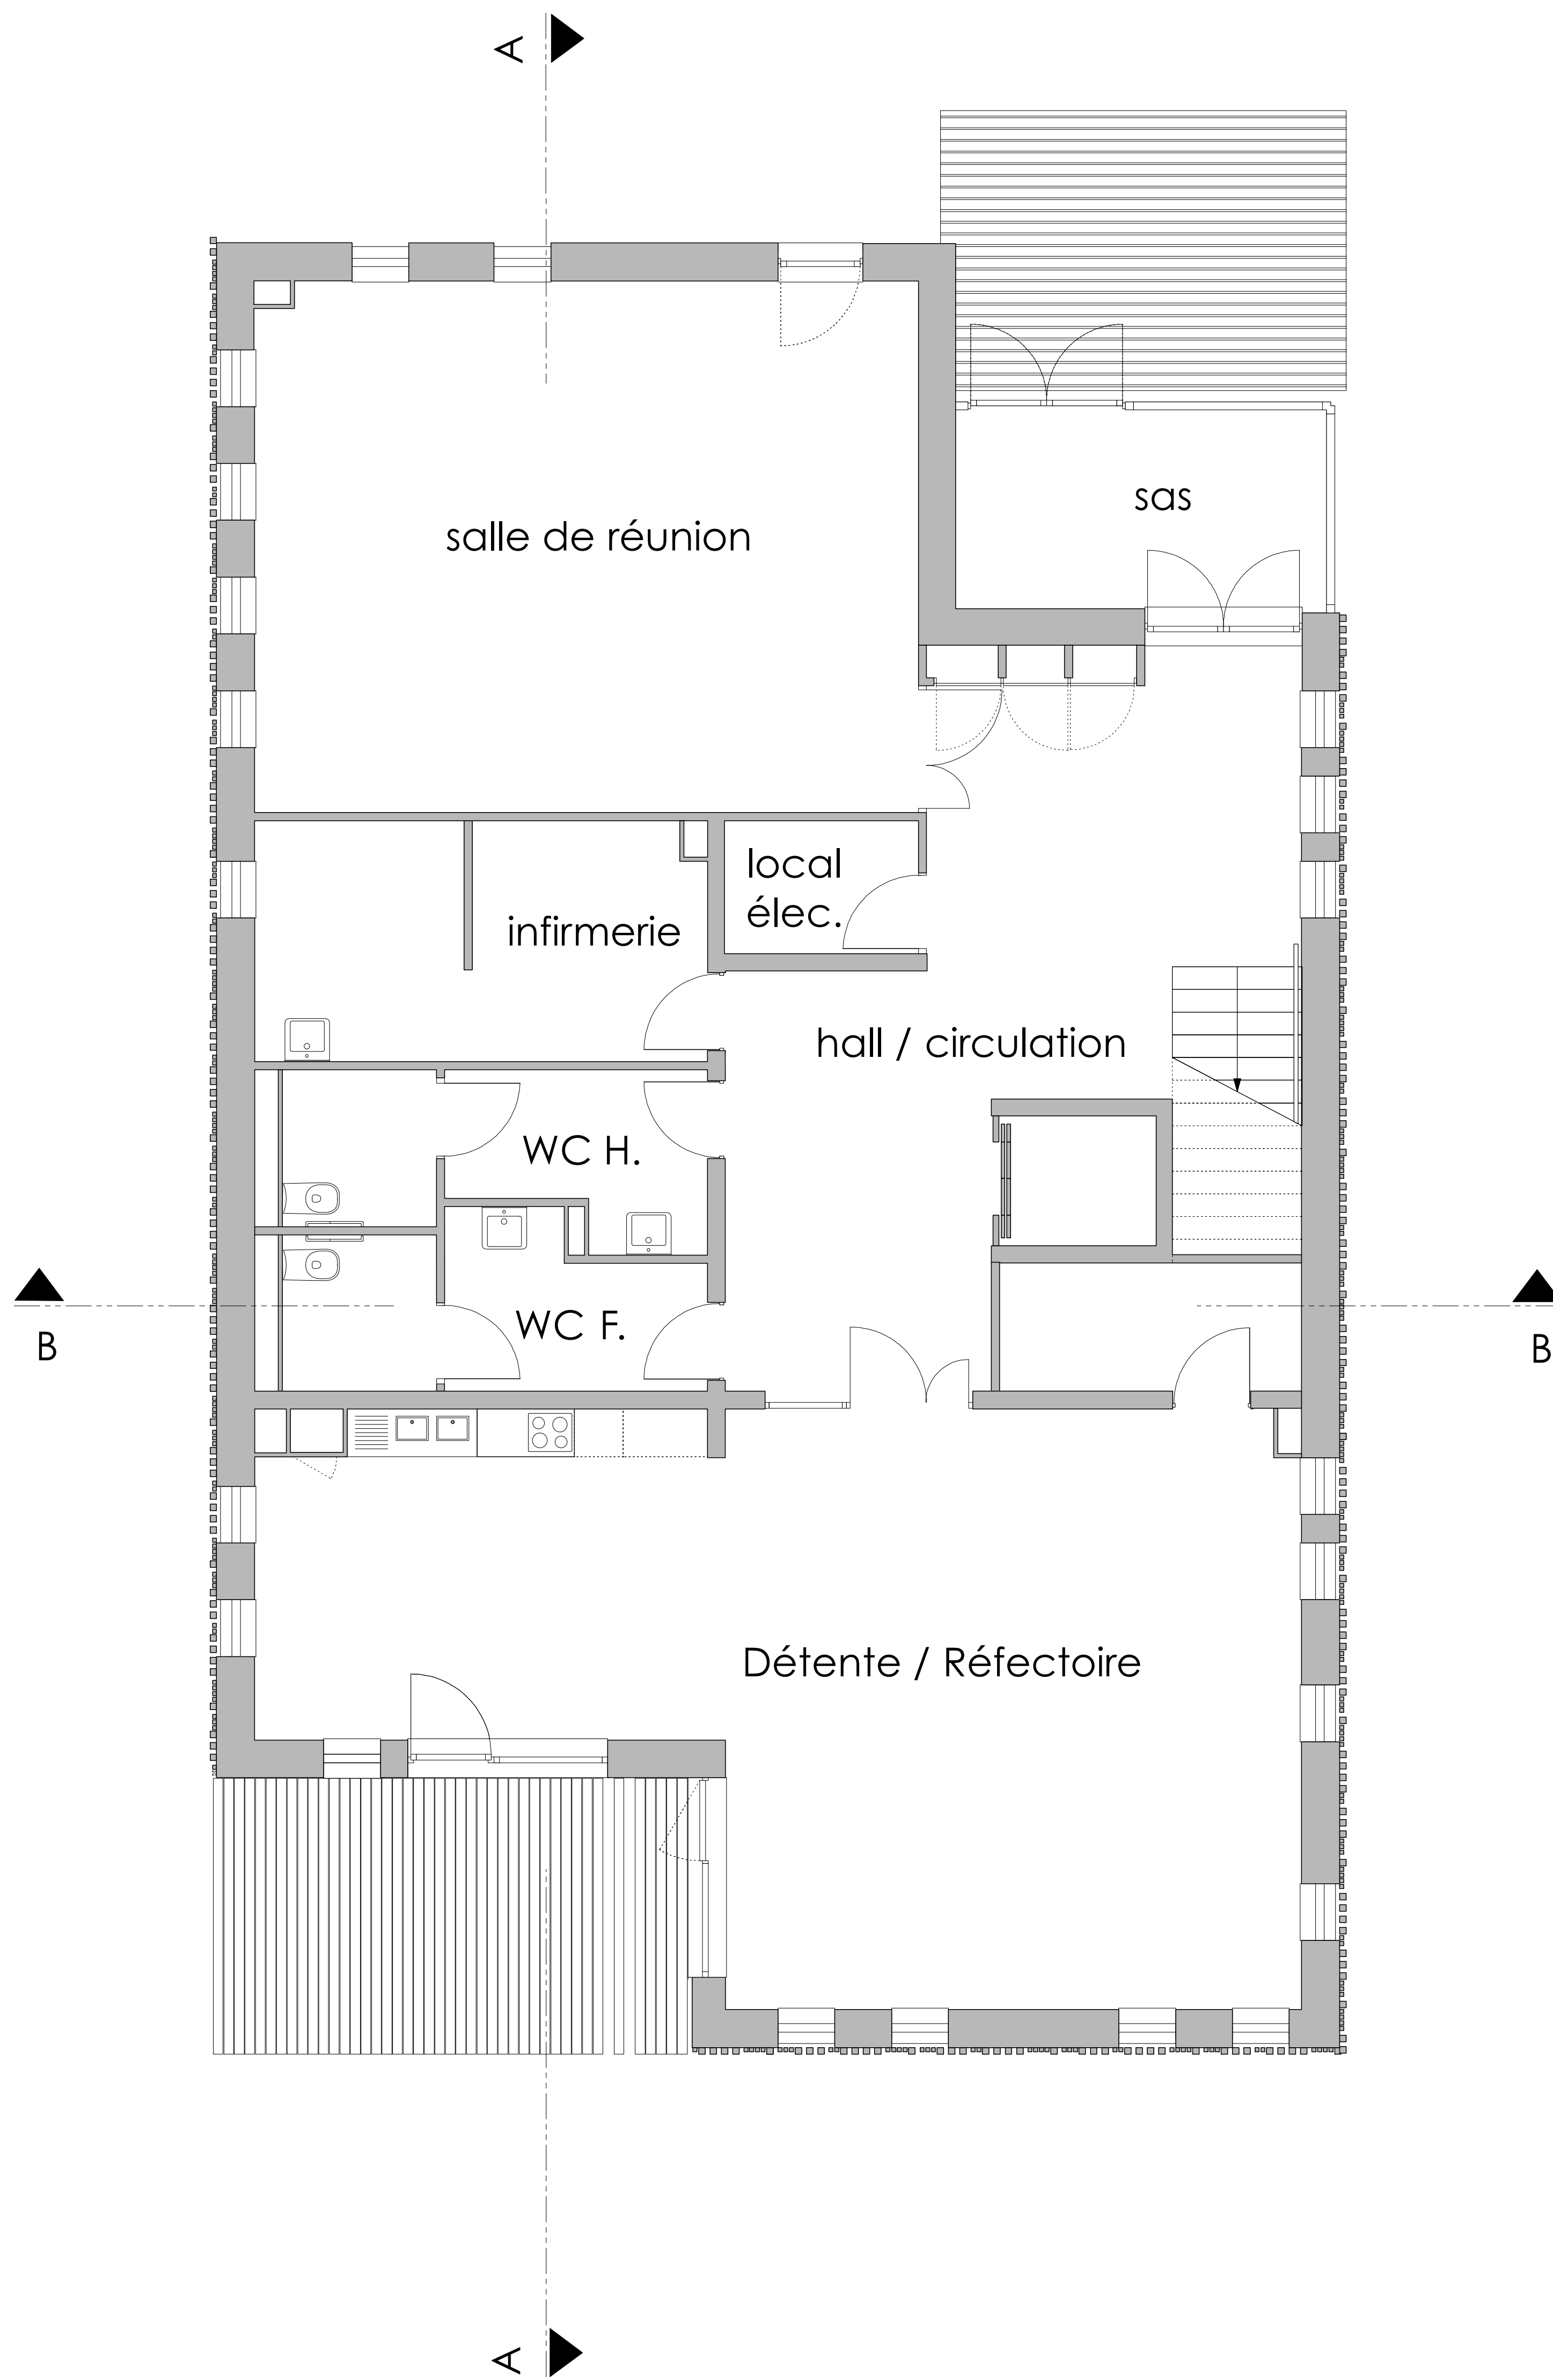 A
sas
salle de réunion
local
élec.
infirmerie
hall / circulation
WC H.
WC F.
B
B
Détente / Réfectoire
A